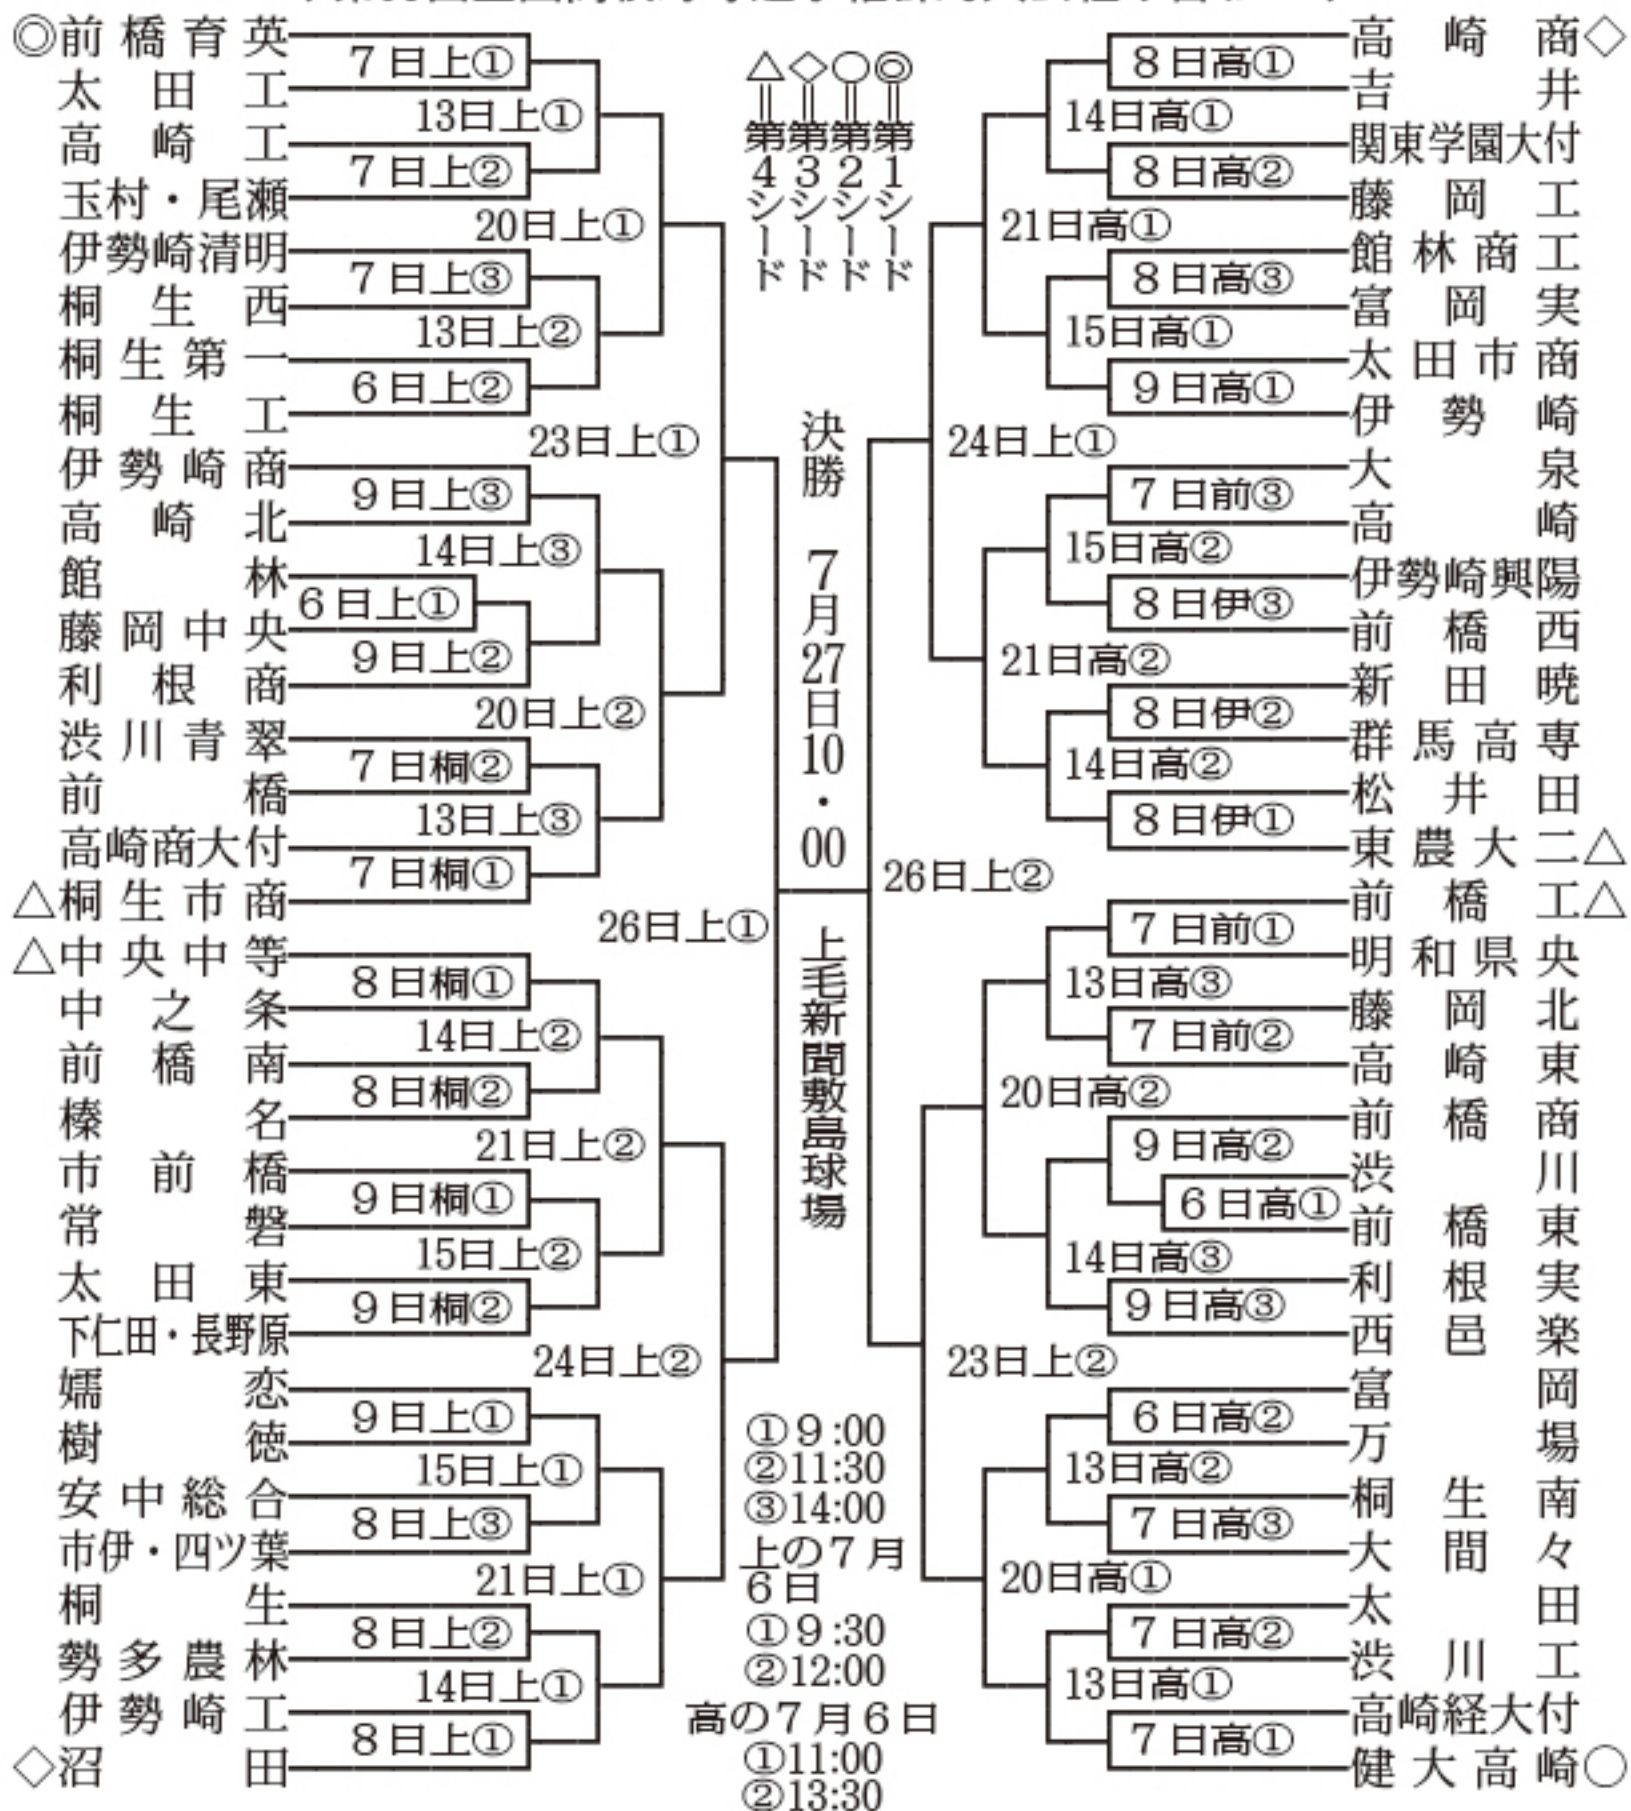 ◎前橋育英
太田工
高崎工
玉村・尾瀬
伊勢崎清明
桐生西
桐生第一
桐生工
伊勢崎商
高崎北
館林
藤岡中央
利根商
渋川青翠
前橋
高崎商大付
△桐生市商
△中央中等
中之条
前橋南
榛名
市前橋
常磐
太田東
下仁田・長野原
嬬恋
樹徳
安中総合
市伊・四ツ葉
桐生
勢多農林
伊勢崎工
◇沼田
7日上①
7日上②
7日上③
6日上②
9日上③
6日上①
9日上②
7日桐②
7日桐①
8日桐①
8日桐②
9日桐①
9日桐②
9日上①
8日上③
8日上②
8日上①
13日上①
13日上②
14日上③
13日上③
14日上②
15日上②
15日上①
14日上①
20日上①
20日上②
21日上②
21日上①
23日上①
24日上②
26日上①
◎=第1シード
○=第2シード
◇=第3シード
△=第4シード
決勝 7月27日10・00 上毛新聞敷島球場
①9:00
②11:30
③14:00
上の7月
6日
①9:30
②12:00
高の7月6日
①11:00
②13:30
26日上②
24日上①
23日上②
21日高①
21日高②
20日高②
20日高①
14日高①
15日高①
15日高②
14日高②
13日高③
14日高③
13日高②
13日高①
8日高①
8日高②
8日高③
9日高①
7日前③
8日伊③
8日伊②
8日伊①
7日前①
7日前②
9日高②
6日高①
9日高③
6日高②
7日高③
7日高②
7日高①
高崎商◇
吉井
関東学園大付
藤岡工
館林商工
富岡実
太田市商
伊勢崎
大泉
高崎
伊勢崎興陽
前橋西
新田暁
群馬高専
松井田
東農大二△
前橋工△
明和県央
藤岡北
高崎東
前橋商
渋川
前橋東
利根実
西邑楽
富岡
万場
桐生南
大間々
太田
渋川工
高崎経大付
健大高崎○